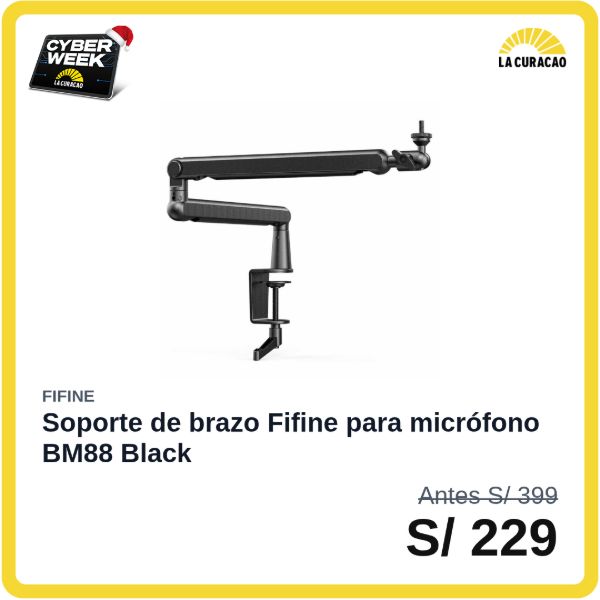 CYBER
WEEK
LA CURACAO
LA CURACAO
FIFINE
Soporte de brazo Fifine para micrófono
BM88 Black
Antes S/ 399
S/ 229